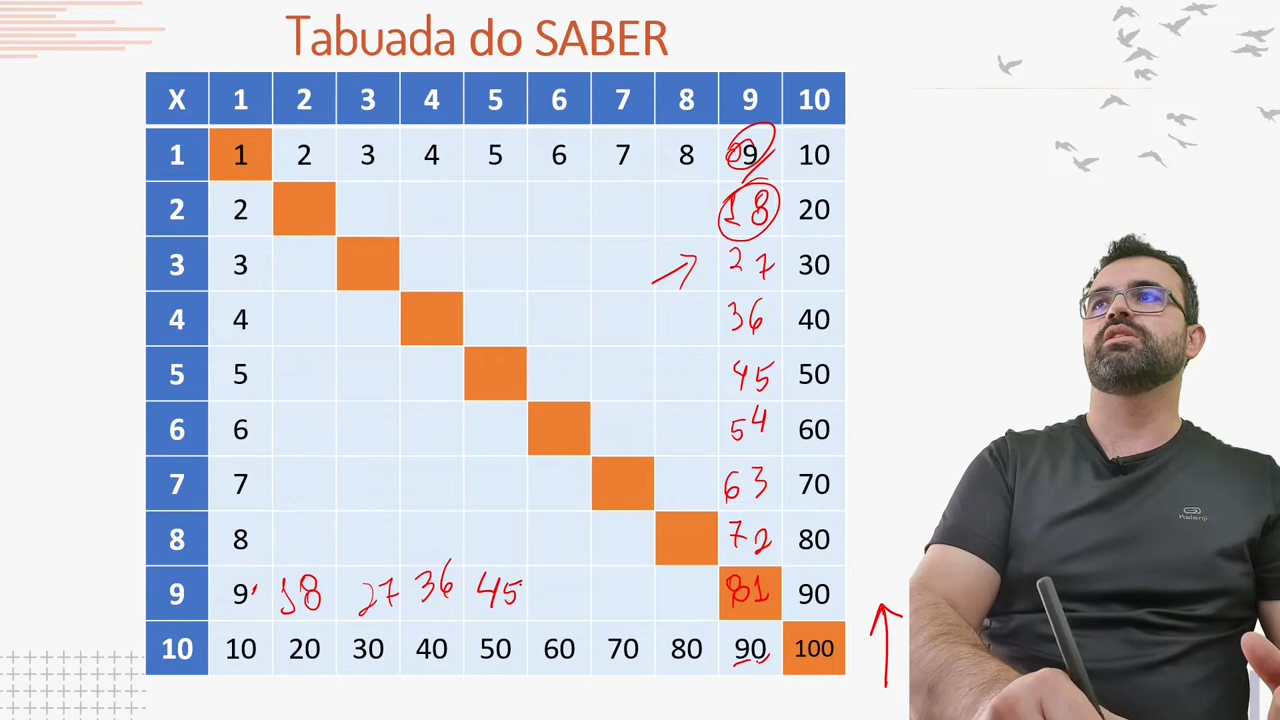 Tabuada do SABER
X 1 2 3 4 5 6 7 8 9 10
1 1 2 3 4 5 6 7 8 09 10
2 2 18 20
3 3 27 30
4 4 36 40
5 5 45 50
6 6 54 60
7 7 63 70
8 8 72 80
9 9 18 27 36 45 81 90
10 10 20 30 40 50 60 70 80 90 100
Kalenji